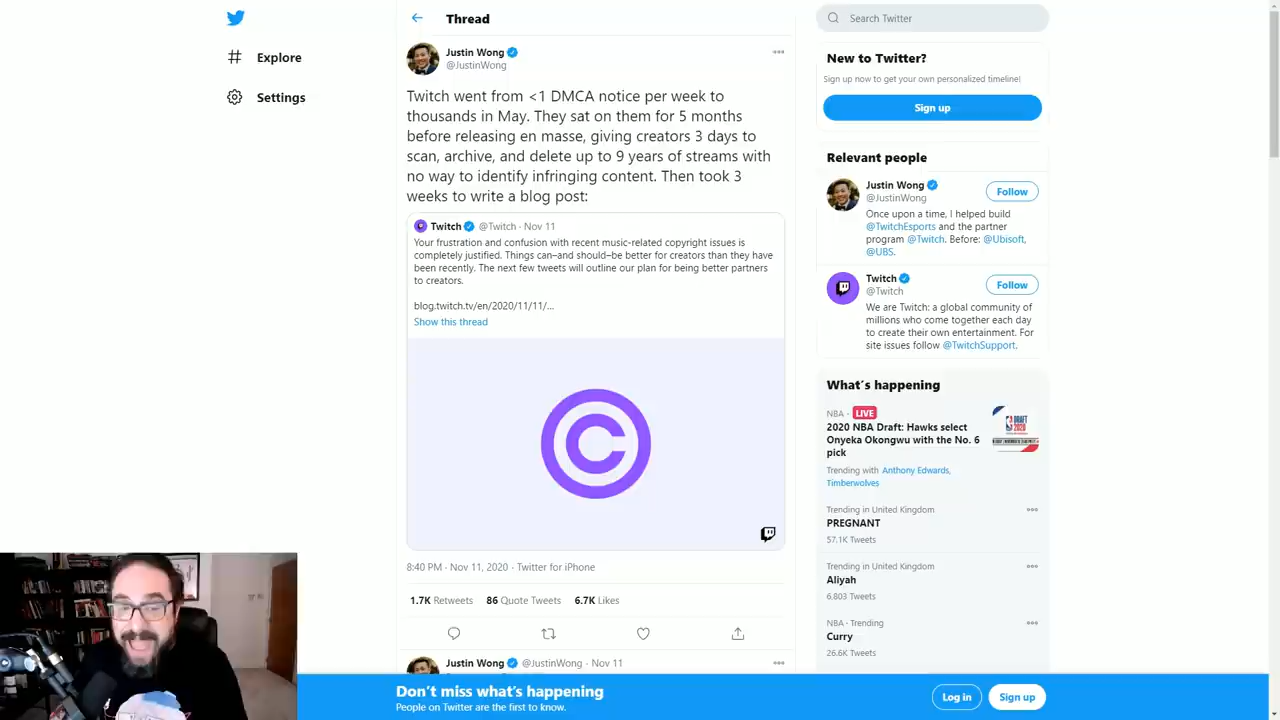 Explore
Settings
Thread
Justin Wong
@JustinWong
Twitch went from <1 DMCA notice per week to
thousands in May. They sat on them for 5 months
before releasing en masse, giving creators 3 days to
scan, archive, and delete up to 9 years of streams with
no way to identify infringing content. Then took 3
weeks to write a blog post:
Twitch @Twitch · Nov 11
Your frustration and confusion with recent music-related copyright issues is
completely justified. Things can–and should–be better for creators than they have
been recently. The next few tweets will outline our plan for being better partners
to creators.
blog.twitch.tv/en/2020/11/11/...
Show this thread
8:40 PM · Nov 11, 2020 · Twitter for iPhone
1.7K Retweets 86 Quote Tweets 6.7K Likes
Justin Wong @JustinWong · Nov 11
Search Twitter
New to Twitter?
Sign up now to get your own personalized timeline!
Sign up
Relevant people
Justin Wong
@JustinWong
Follow
Once upon a time, I helped build
@TwitchEsports and the partner
program @Twitch. Before: @Ubisoft,
@UBS.
Twitch
@Twitch
Follow
We are Twitch: a global community of
millions who come together each day
to create their own entertainment. For
site issues follow @TwitchSupport.
What's happening
NBA · LIVE
2020 NBA Draft: Hawks select
Onyeka Okongwu with the No. 6
pick
Trending with Anthony Edwards,
Timberwolves
DRAFT
2020
Trending in United Kingdom
PREGNANT
57.1K Tweets
Trending in United Kingdom
Aliyah
6,803 Tweets
NBA · Trending
Curry
26.6K Tweets
Don't miss what's happening
People on Twitter are the first to know.
Log in
Sign up